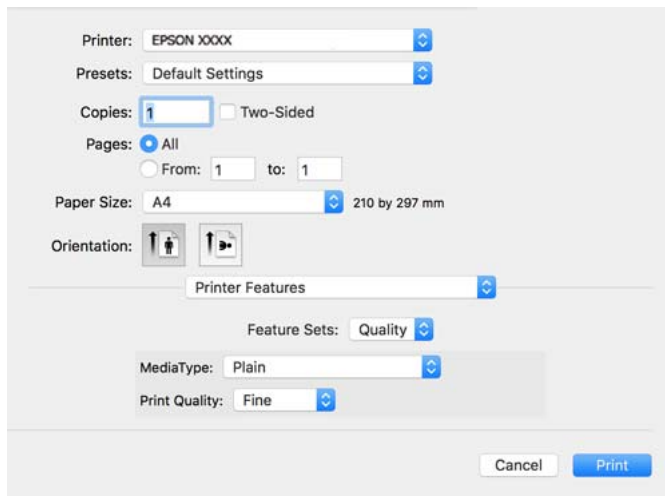 Printer: EPSON XXXX
Presets: Default Settings
Copies: 1 Two-Sided
Pages: All
From: 1 to: 1
Paper Size: A4 210 by 297 mm
Orientation:
Printer Features
Feature Sets: Quality
MediaType: Plain
Print Quality: Fine
Cancel Print